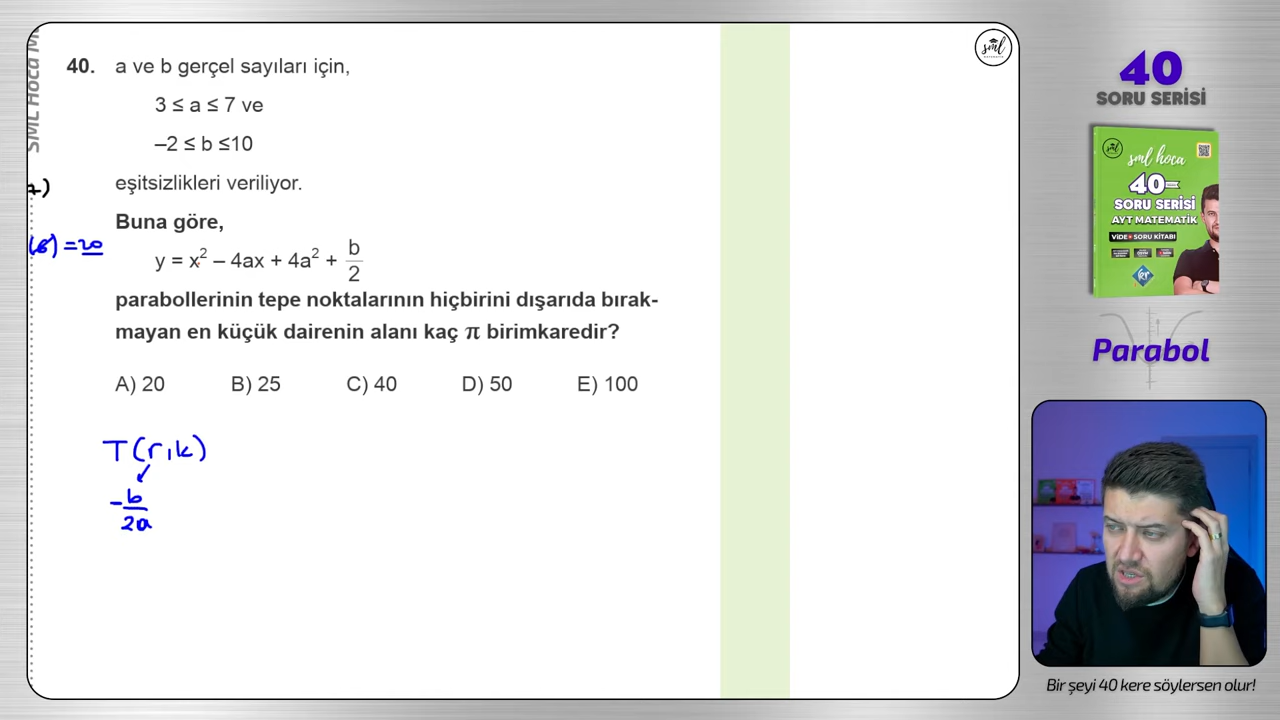 SML Hoca M
40. a ve b gerçel sayıları için,
3 ≤ a ≤ 7 ve
–2 ≤ b ≤10
eşitsizlikleri veriliyor.
(6) = 20
Buna göre,
y = x² – 4ax + 4a² + b/2
parabollerinin tepe noktalarının hiçbirini dışarıda bırak-
mayan en küçük dairenin alanı kaç π birimkaredir?
A) 20 B) 25 C) 40 D) 50 E) 100
T(r,k)
-b/2a
sml
40
SORU SERİSİ
sml hoca
40
SORU SERİSİ
AYT MATEMATİK
VİDEO SORU KİTABI
Parabol
Bir şeyi 40 kere söylersen olur!